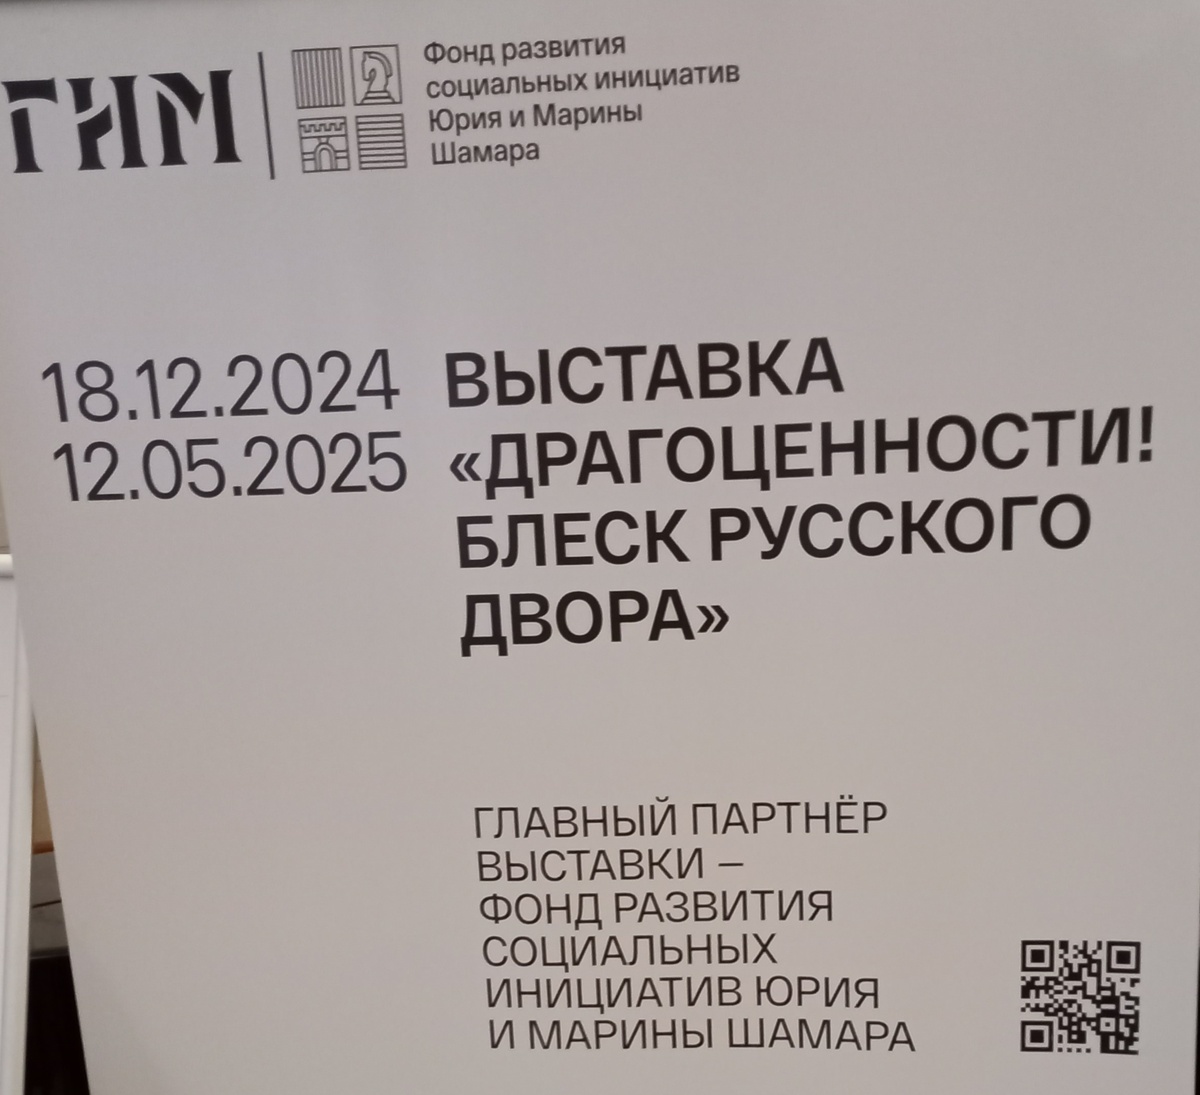 ГИМ
Фонд развития
социальных инициатив
Юрия и Марины
Шамара
18.12.2024
12.05.2025
ВЫСТАВКА
«ДРАГОЦЕННОСТИ!
БЛЕСК РУССКОГО
ДВОРА»
ГЛАВНЫЙ ПАРТНЁР
ВЫСТАВКИ –
ФОНД РАЗВИТИЯ
СОЦИАЛЬНЫХ
ИНИЦИАТИВ ЮРИЯ
И МАРИНЫ ШАМАРА